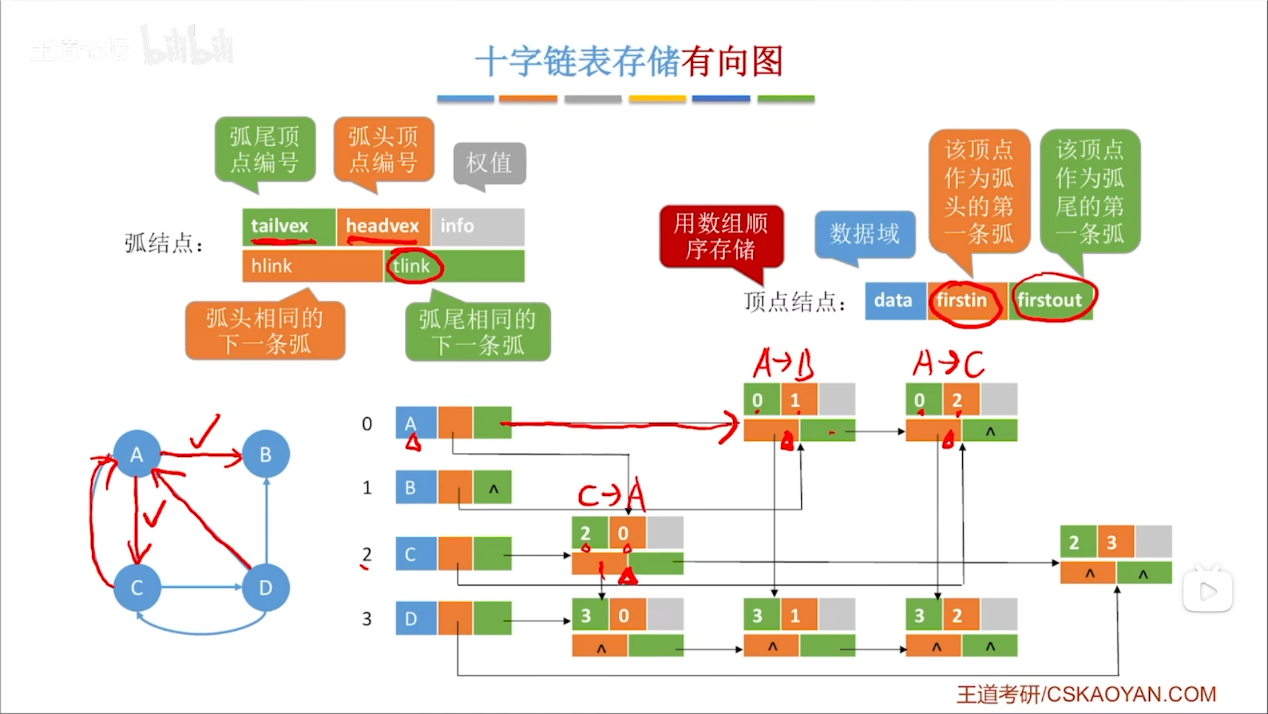 王道论坛 bilibili
十字链表存储有向图
弧尾顶
点编号
弧头顶
点编号
权值
弧结点：
tailvex headvex info
hlink tlink
弧头相同的
下一条弧
弧尾相同的
下一条弧
用数组顺
序存储
数据域
该顶点
作为弧
头的第
一条弧
该顶点
作为弧
尾的第
一条弧
顶点结点：
data firstin firstout
A B
C D
A→B A→C
0 A 0 1 0 2
^
1 B ^
C→A
2 C 2 0 2 3
^ ^
3 D 3 0 3 1 3 2
^ ^ ^ ^
王道考研/CSKAOYAN.COM